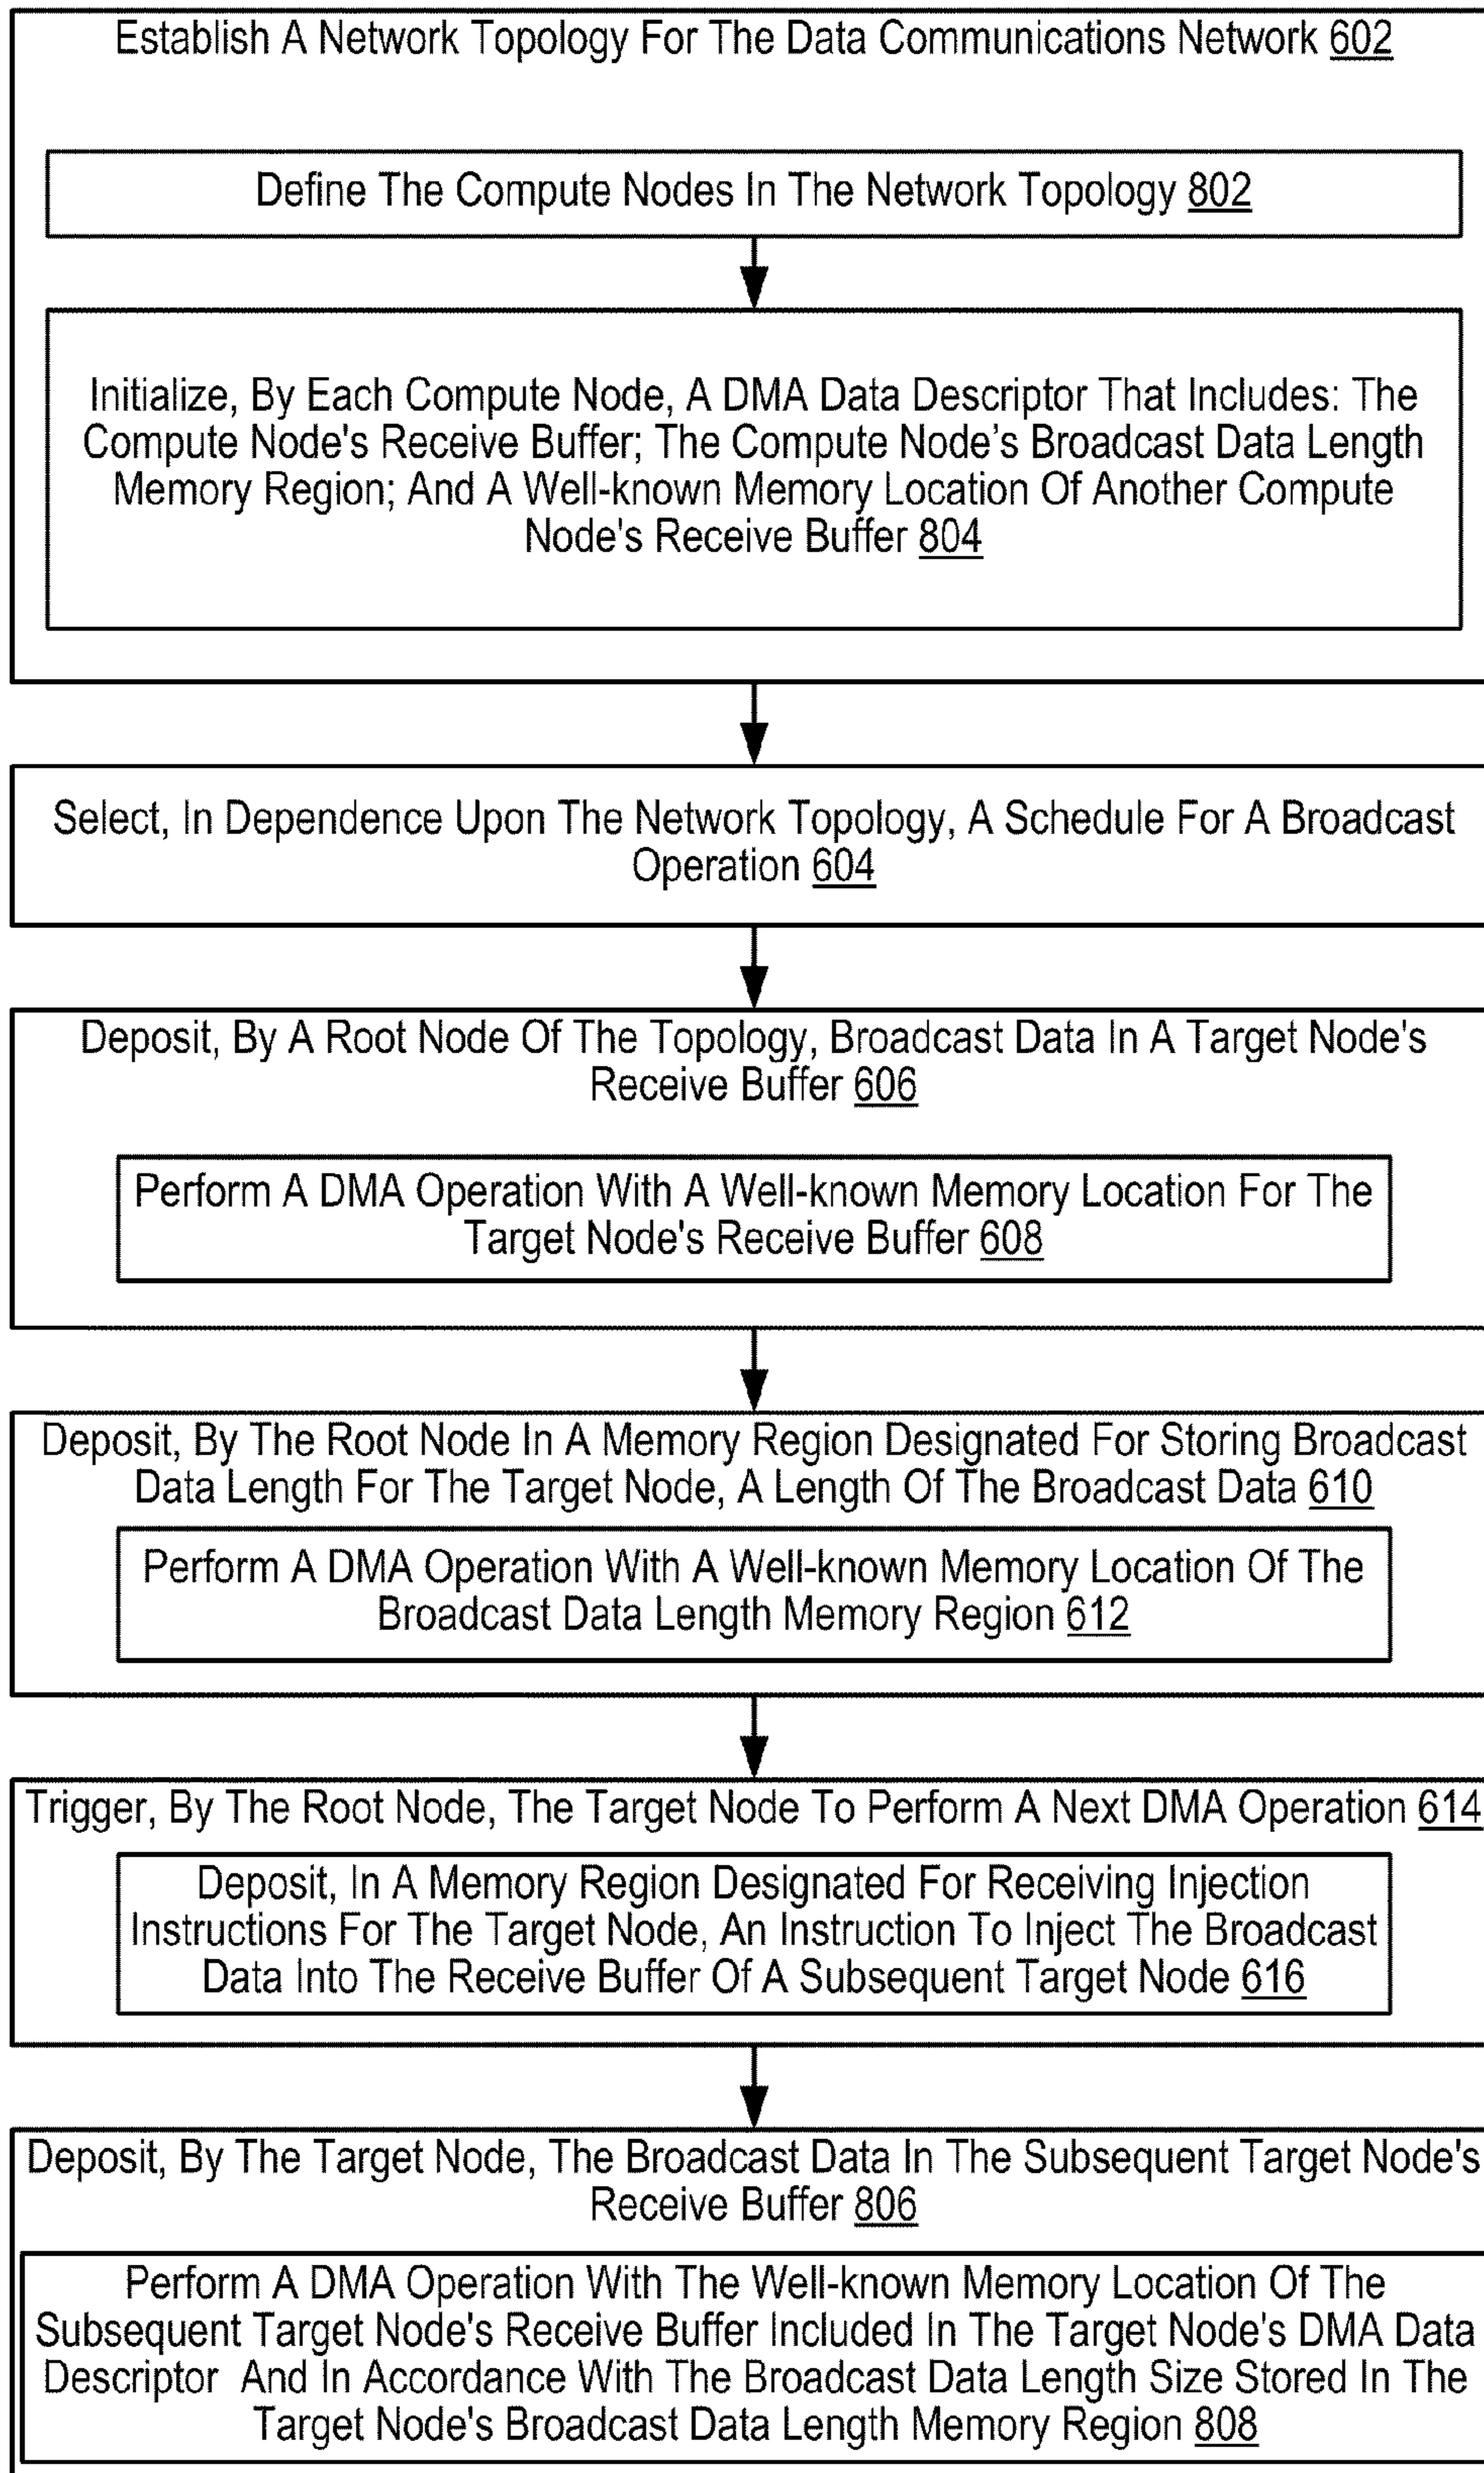 Establish A Network Topology For The Data Communications Network 602
Define The Compute Nodes In The Network Topology 802
Initialize, By Each Compute Node, A DMA Data Descriptor That Includes: The
Compute Node's Receive Buffer; The Compute Node’s Broadcast Data Length
Memory Region; And A Well-known Memory Location Of Another Compute
Node's Receive Buffer 804
Select, In Dependence Upon The Network Topology, A Schedule For A Broadcast
Operation 604
Deposit, By A Root Node Of The Topology, Broadcast Data In A Target Node's
Receive Buffer 606
Perform A DMA Operation With A Well-known Memory Location For The
Target Node's Receive Buffer 608
Deposit, By The Root Node In A Memory Region Designated For Storing Broadcast
Data Length For The Target Node, A Length Of The Broadcast Data 610
Perform A DMA Operation With A Well-known Memory Location Of The
Broadcast Data Length Memory Region 612
Trigger, By The Root Node, The Target Node To Perform A Next DMA Operation 614
Deposit, In A Memory Region Designated For Receiving Injection
Instructions For The Target Node, An Instruction To Inject The Broadcast
Data Into The Receive Buffer Of A Subsequent Target Node 616
Deposit, By The Target Node, The Broadcast Data In The Subsequent Target Node's
Receive Buffer 806
Perform A DMA Operation With The Well-known Memory Location Of The
Subsequent Target Node's Receive Buffer Included In The Target Node's DMA Data
Descriptor And In Accordance With The Broadcast Data Length Size Stored In The
Target Node's Broadcast Data Length Memory Region 808